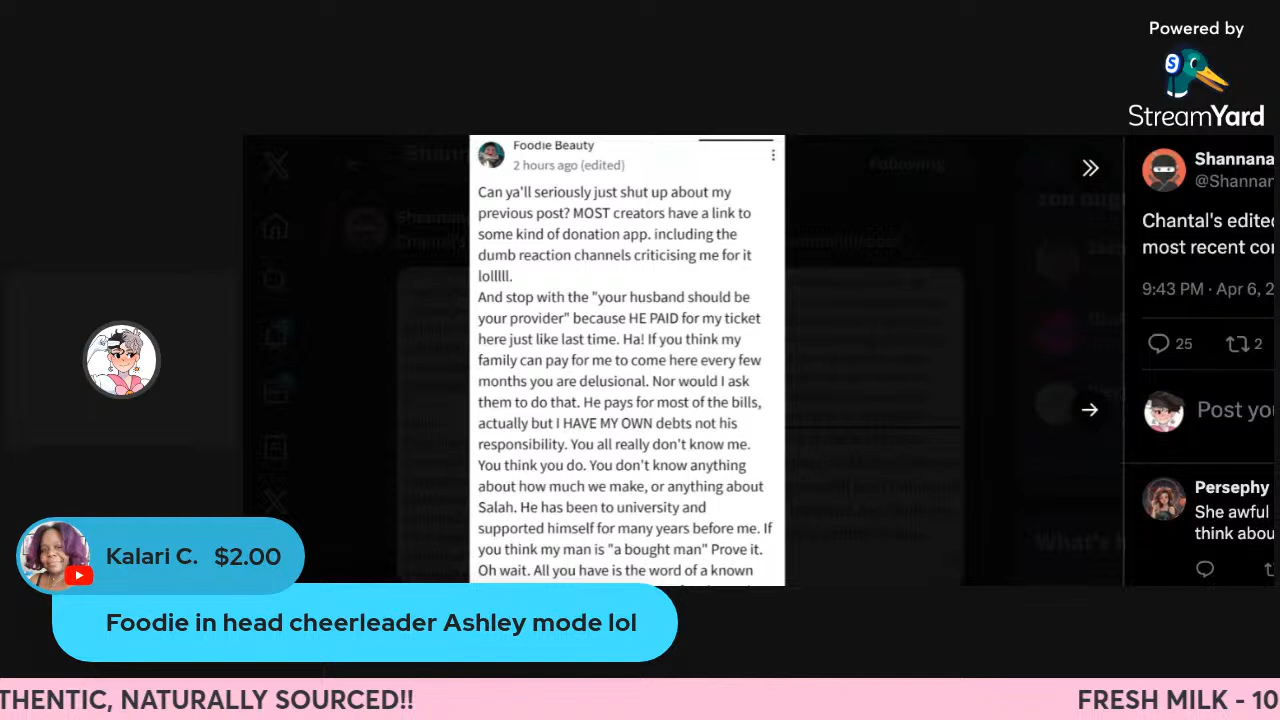 Powered by
StreamYard
Foodie Beauty
2 hours ago (edited)
Can ya'll seriously just shut up about my
previous post? MOST creators have a link to
some kind of donation app. including the
dumb reaction channels criticising me for it
lolllll.
And stop with the "your husband should be
your provider" because HE PAID for my ticket
here just like last time. Ha! If you think my
family can pay for me to come here every few
months you are delusional. Nor would I ask
them to do that. He pays for most of the bills,
actually but I HAVE MY OWN debts not his
responsibility. You all really don't know me.
You think you do. You don't know anything
about how much we make, or anything about
Salah. He has been to university and
supported himself for many years before me. If
you think my man is "a bought man" Prove it.
Oh wait. All you have is the word of a known
Shannana
@Shannar
Chantal's edited
most recent cor
9:43 PM · Apr 6, 2
25
2
Post you
Persephy
She awful
think abou
Kalari C. $2.00
Foodie in head cheerleader Ashley mode lol
THENTIC, NATURALLY SOURCED!!
FRESH MILK - 10